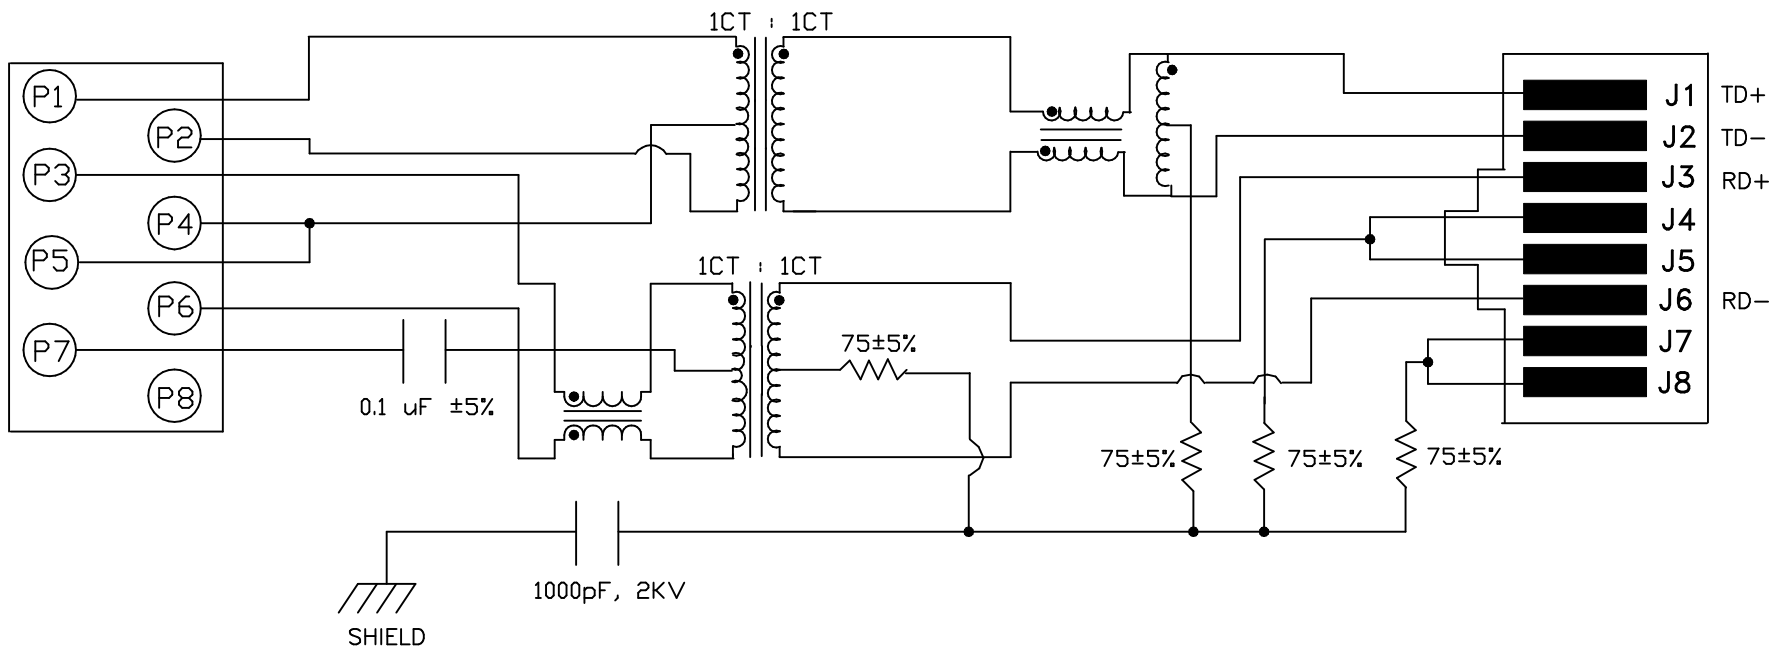 1CT : 1CT
P1
P2
P3
P4
P5
P6
P7
P8
J1 TD+
J2 TD-
J3 RD+
J4
J5
J6 RD-
J7
J8
1CT : 1CT
75±5%
0.1 uF ±5%
75±5%
75±5%
75±5%
1000pF, 2KV
SHIELD